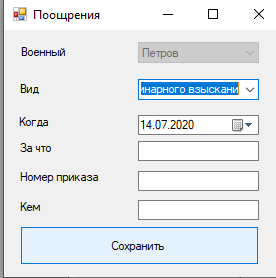 Поощрения
Военный Петров
Вид инарного взыскани
Когда 14.07.2020
За что
Номер приказа
Кем
Сохранить